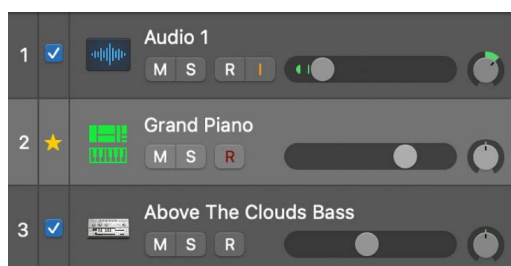 Audio 1
1
M S R I
Grand Piano
2
M S R
Above The Clouds Bass
3
M S R